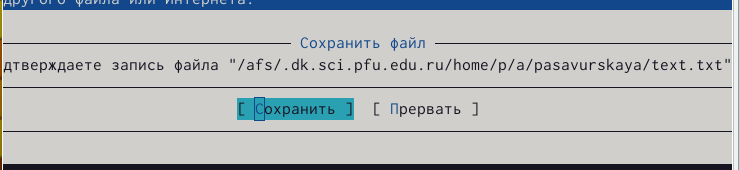 другого файла или Интернета.
Сохранить файл
дтверждаете запись файла "/afs/.dk.sci.pfu.edu.ru/home/p/a/pasavurskaya/text.txt"
[ Сохранить ] [ Прервать ]